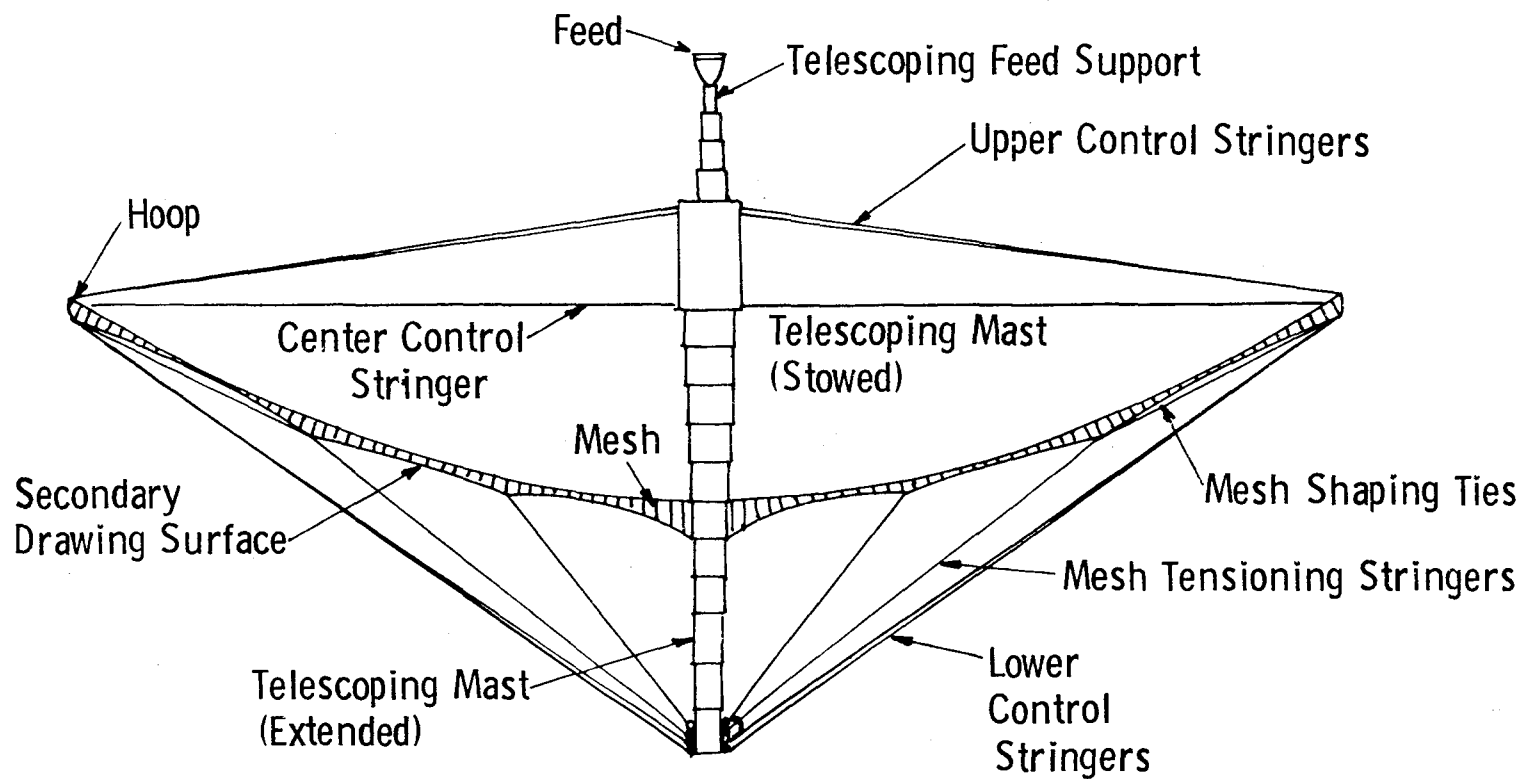 Feed
Telescoping Feed Support
Upper Control Stringers
Hoop
Center Control
Stringer
Telescoping Mast
(Stowed)
Mesh
Secondary
Drawing Surface
Mesh Shaping Ties
Mesh Tensioning Stringers
Telescoping Mast
(Extended)
Lower
Control
Stringers